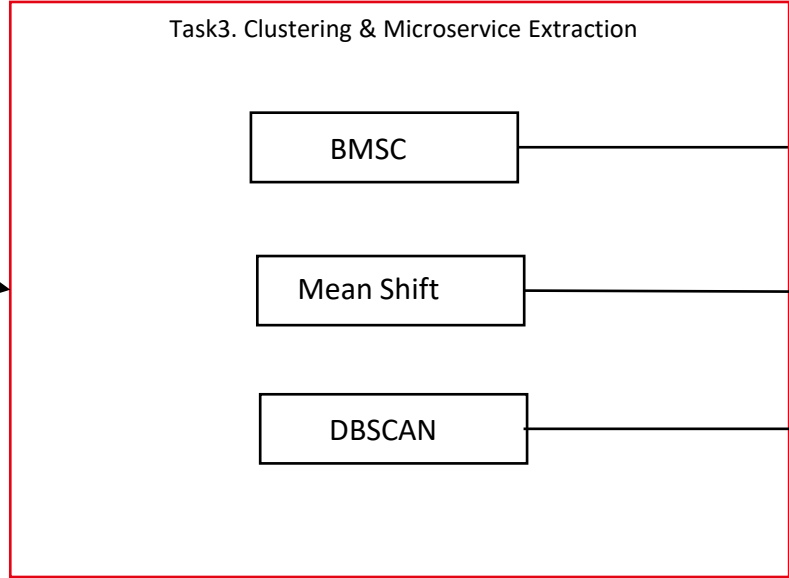 Task3. Clustering & Microservice Extraction
BMSC
Mean Shift
DBSCAN